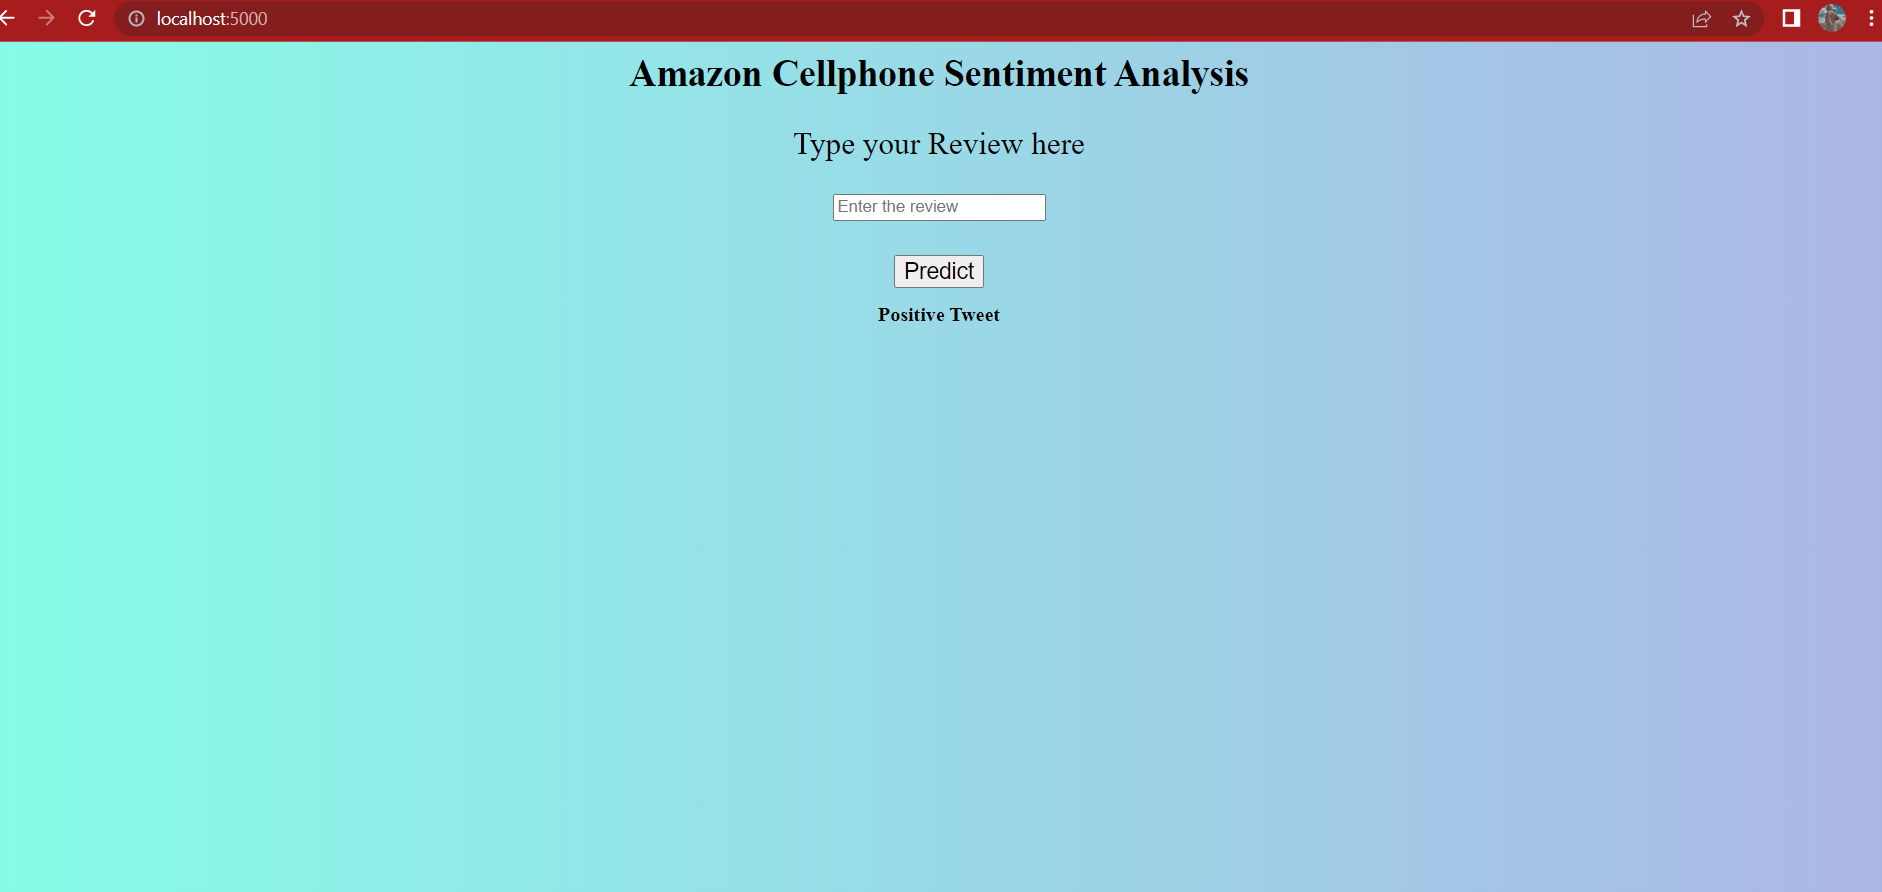 localhost:5000
Amazon Cellphone Sentiment Analysis
Type your Review here
Enter the review
Predict
Positive Tweet